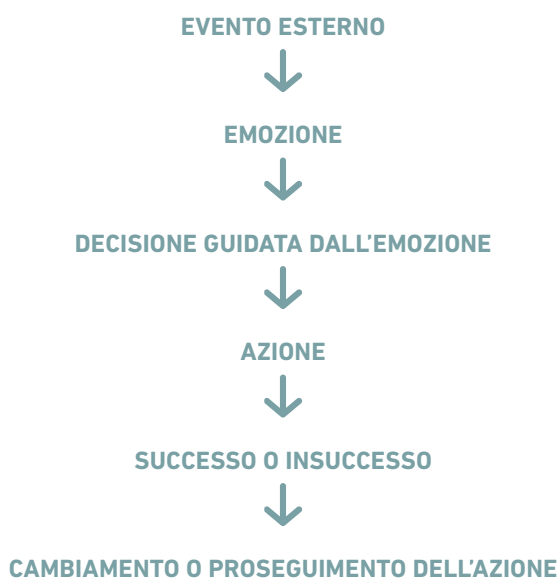 EVENTO ESTERNO
EMOZIONE
DECISIONE GUIDATA DALL'EMOZIONE
AZIONE
SUCCESSO O INSUCCESSO
CAMBIAMENTO O PROSEGUIMENTO DELL'AZIONE